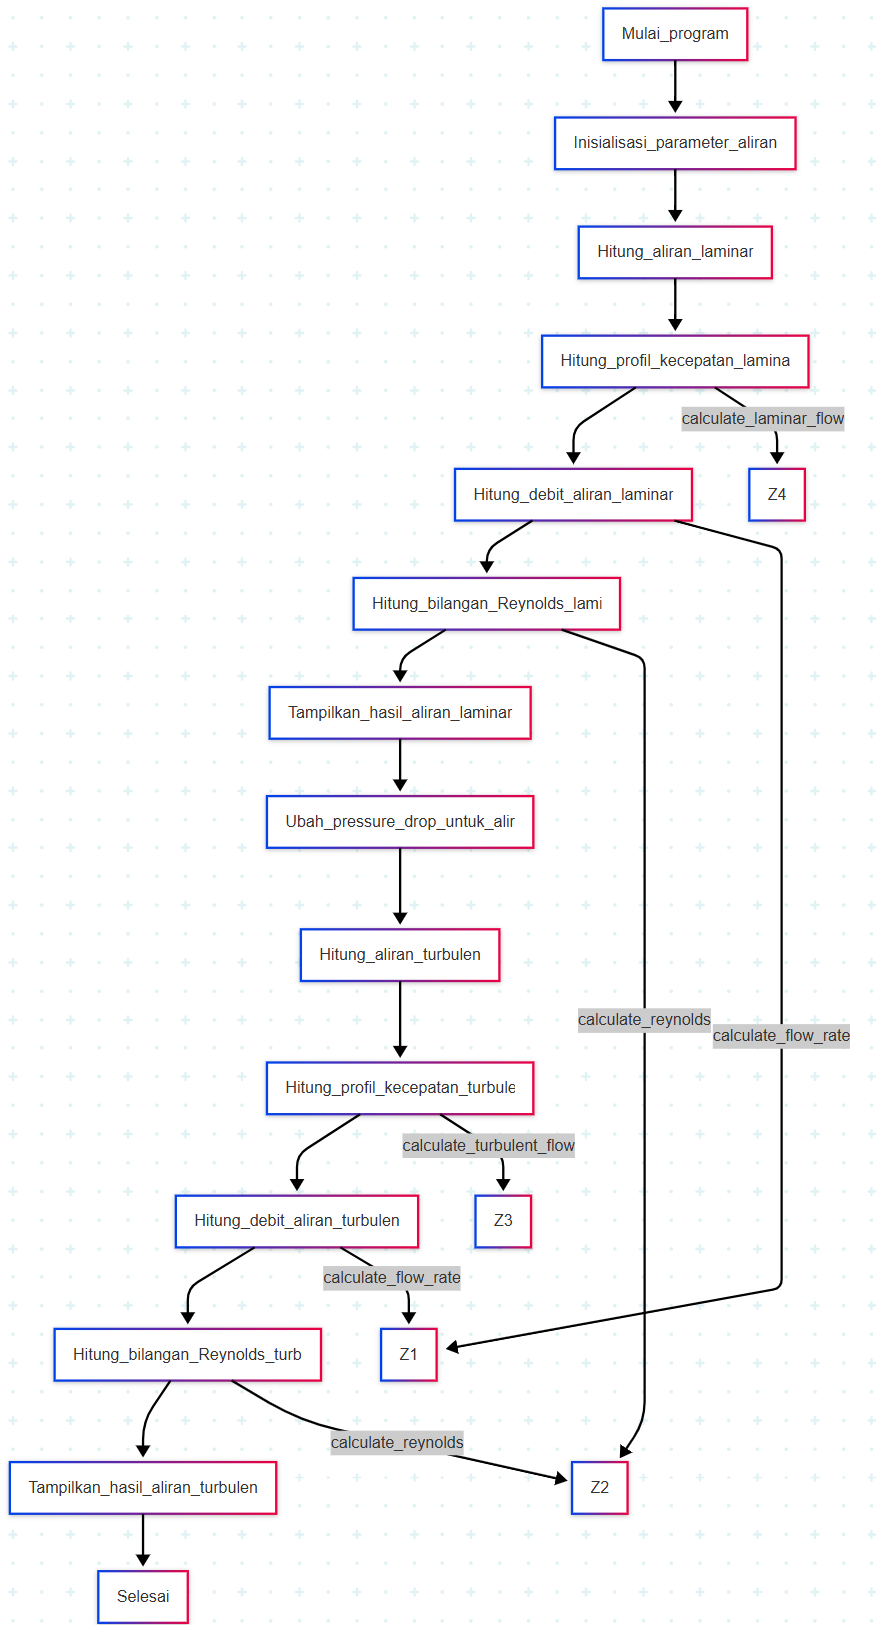 Mulai_program
Inisialisasi_parameter_aliran
Hitung_aliran_laminar
Hitung_profil_kecepatan_lamina
calculate_laminar_flow
Hitung_debit_aliran_laminar
Z4
Hitung_bilangan_Reynolds_lami
Tampilkan_hasil_aliran_laminar
Ubah_pressure_drop_untuk_alir
Hitung_aliran_turbulen
calculate_reynolds
calculate_flow_rate
Hitung_profil_kecepatan_turbule
calculate_turbulent_flow
Hitung_debit_aliran_turbulen
Z3
calculate_flow_rate
Hitung_bilangan_Reynolds_turb
Z1
calculate_reynolds
Tampilkan_hasil_aliran_turbulen
Z2
Selesai